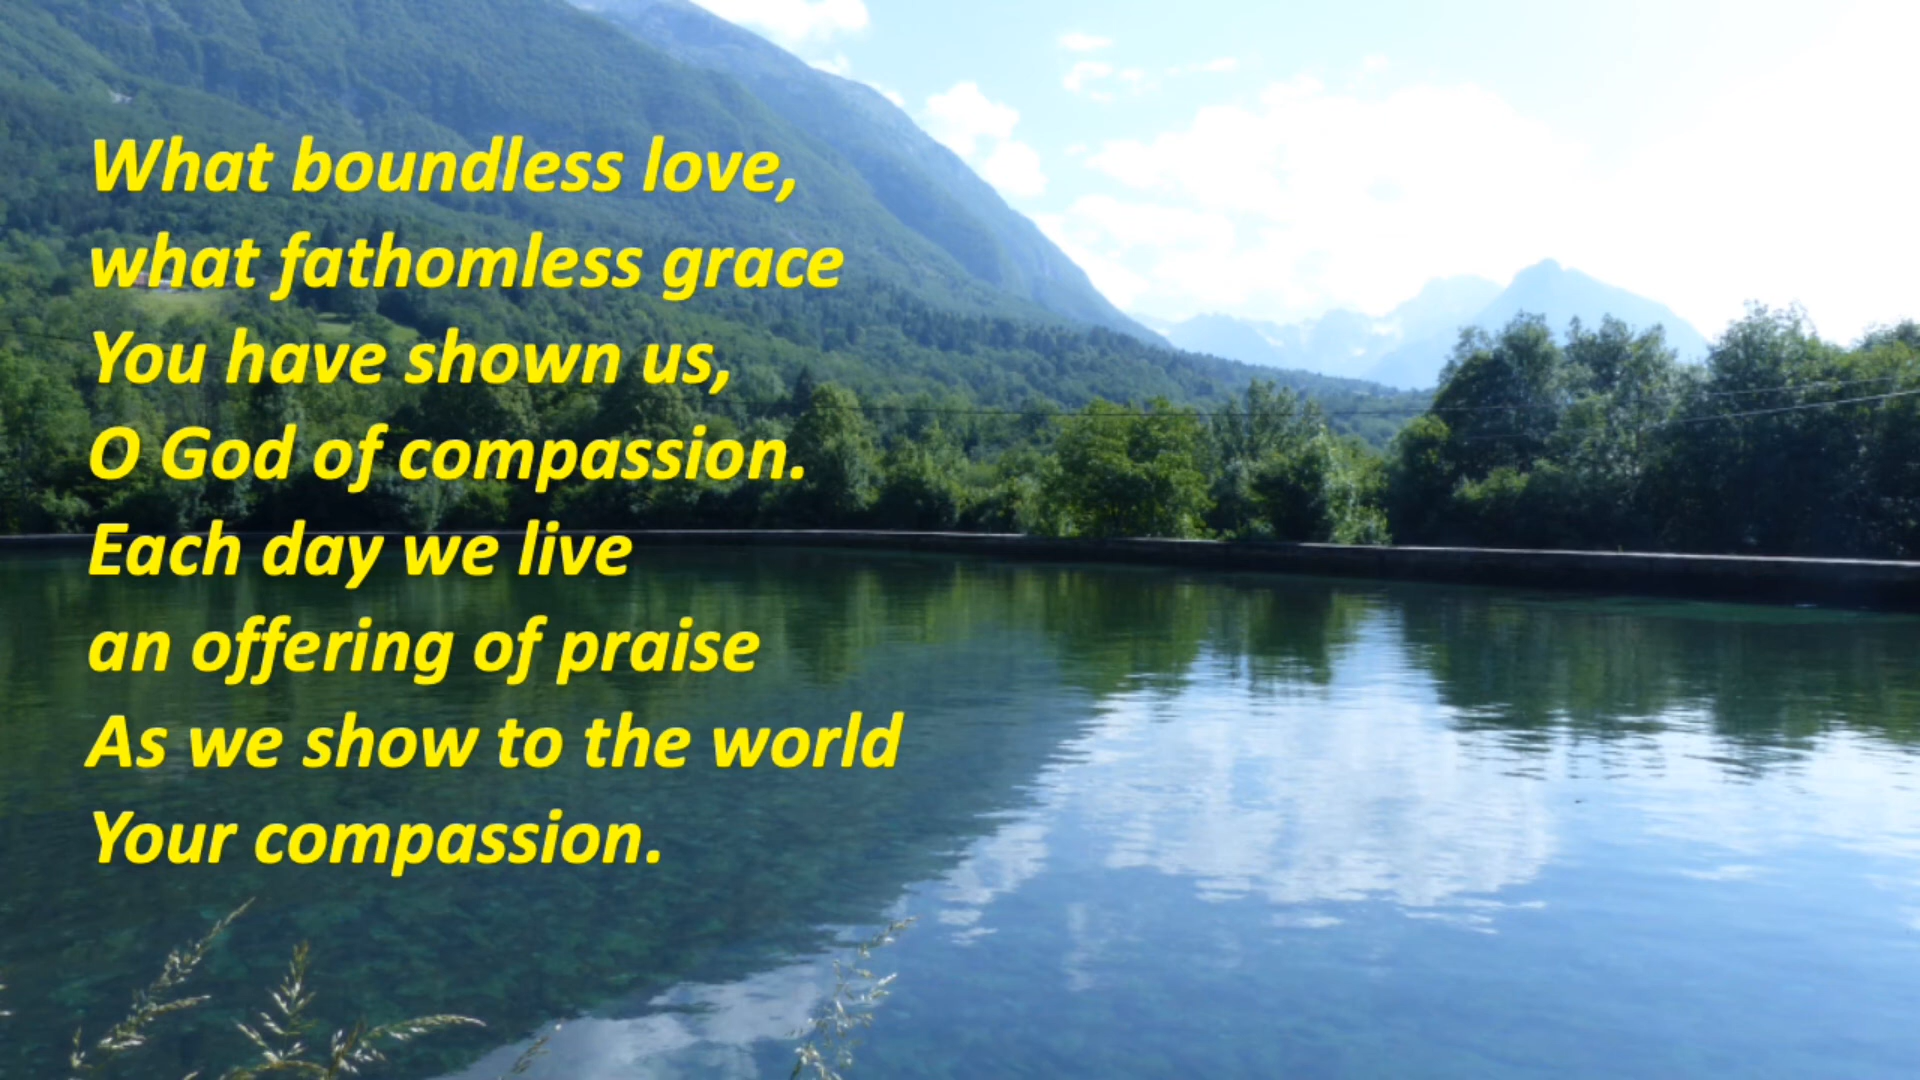 What boundless love,
what fathomless grace
You have shown us,
O God of compassion.
Each day we live
an offering of praise
As we show to the world
Your compassion.